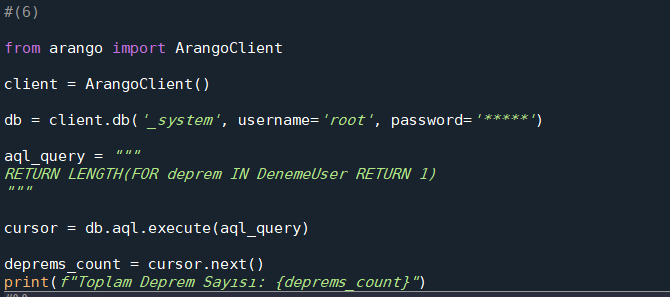 #(6)
from arango import ArangoClient
client = ArangoClient()
db = client.db('_system', username='root', password='*****')
aql_query = """
RETURN LENGTH(FOR deprem IN DenemeUser RETURN 1)
"""
cursor = db.aql.execute(aql_query)
deprems_count = cursor.next()
print(f"Toplam Deprem Sayısı: {deprems_count}")